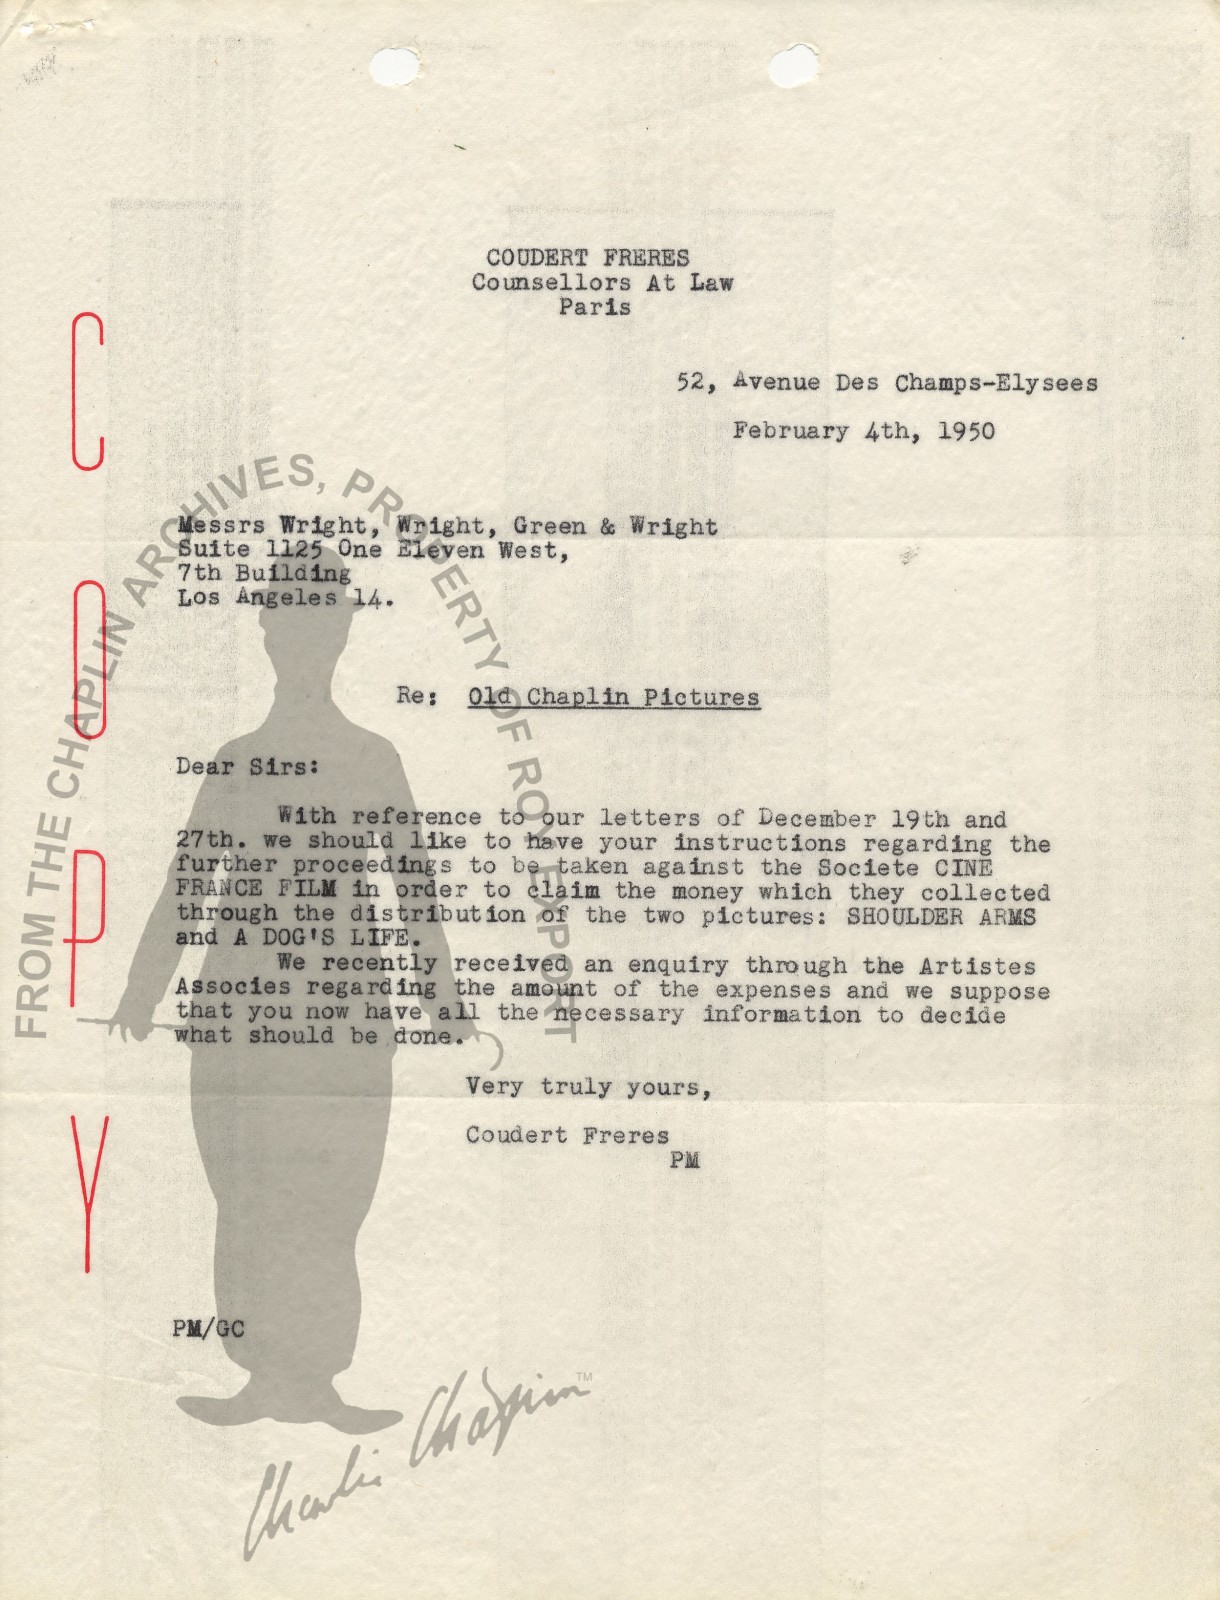 COUDERT FRERES
Counsellors At Law
Paris
52, Avenue Des Champs-Elysees
February 4th, 1950
Messrs Wright, Wright, Green & Wright
Suite 1125 One Eleven West,
7th Building
Los Angeles 14.
Re: Old Chaplin Pictures
Dear Sirs:
With reference to our letters of December 19th and
27th. we should like to have your instructions regarding the
further proceedings to be taken against the Societe CINE
FRANCE FILM in order to claim the money which they collected
through the distribution of the two pictures: SHOULDER ARMS
and A DOG'S LIFE.
We recently received an enquiry through the Artistes
Associes regarding the amount of the expenses and we suppose
that you now have all the necessary information to decide
what should be done.
Very truly yours,
Coudert Freres
PM
PM/GC
COPY
FROM THE CHAPLIN ARCHIVES, PROPERTY OF ROY EXPORT
Charlie Chaplin™